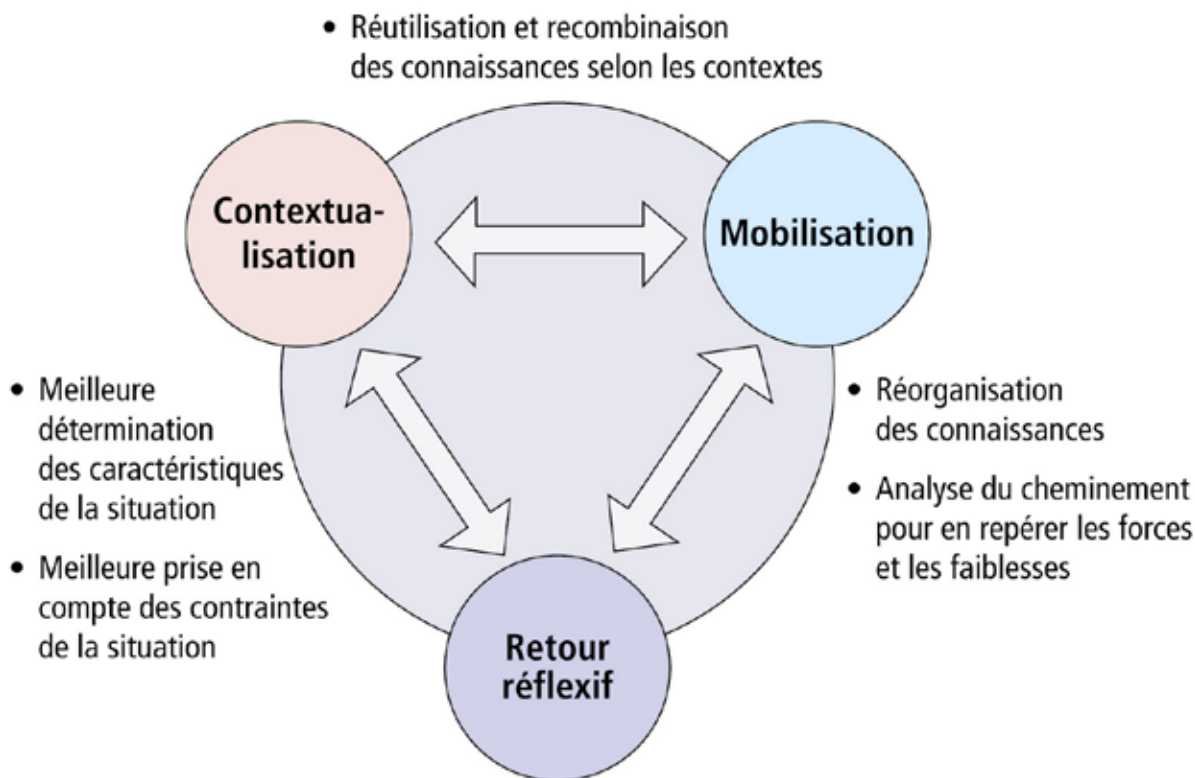 • Réutilisation et recombinaison
des connaissances selon les contextes
Contextua-
lisation
Mobilisation
• Meilleure
détermination
des caractéristiques
de la situation
• Meilleure prise en
compte des contraintes
de la situation
• Réorganisation
des connaissances
• Analyse du cheminement
pour en repérer les forces
et les faiblesses
Retour
réflexif